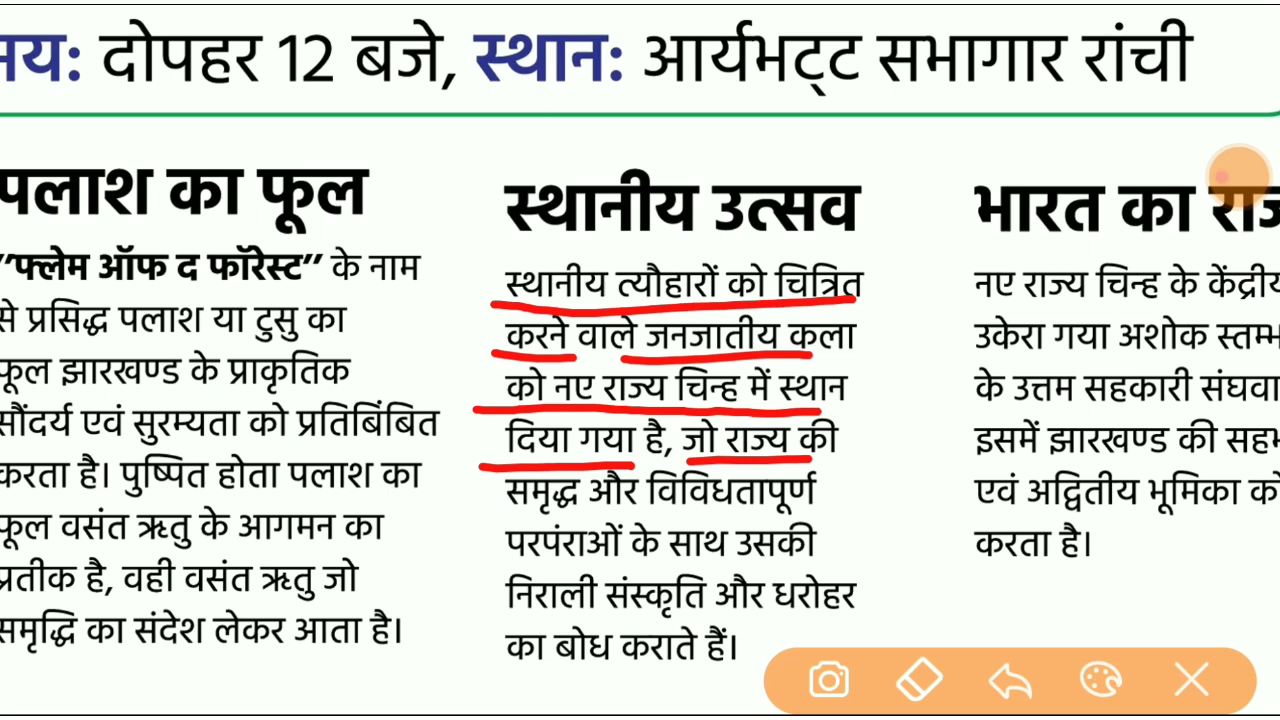 दोपहर 12 बजे, स्थान: आर्यभट्ट सभागार रांची
पलाश का फूल
"फ्लेम ऑफ द फॉरेस्ट" के नाम
से प्रसिद्ध पलाश या टुसु का
फूल झारखण्ड के प्राकृतिक
सौंदर्य एवं सुरम्यता को प्रतिबिंबित
करता है। पुष्पित होता पलाश का
फूल वसंत ऋतु के आगमन का
प्रतीक है, वही वसंत ऋतु जो
समृद्धि का संदेश लेकर आता है।
स्थानीय उत्सव
स्थानीय त्यौहारों को चित्रित
करने वाले जनजातीय कला
को नए राज्य चिन्ह में स्थान
दिया गया है, जो राज्य की
समृद्ध और विविधतापूर्ण
परपंराओं के साथ उसकी
निराली संस्कृति और धरोहर
का बोध कराते हैं।
भारत का
नए राज्य चिन्ह के केंद्रीय
उकेरा गया अशोक स्तम्भ
के उत्तम सहकारी
इसमें झारखण्ड की
एवं अद्वितीय भूमिका को
करता है।